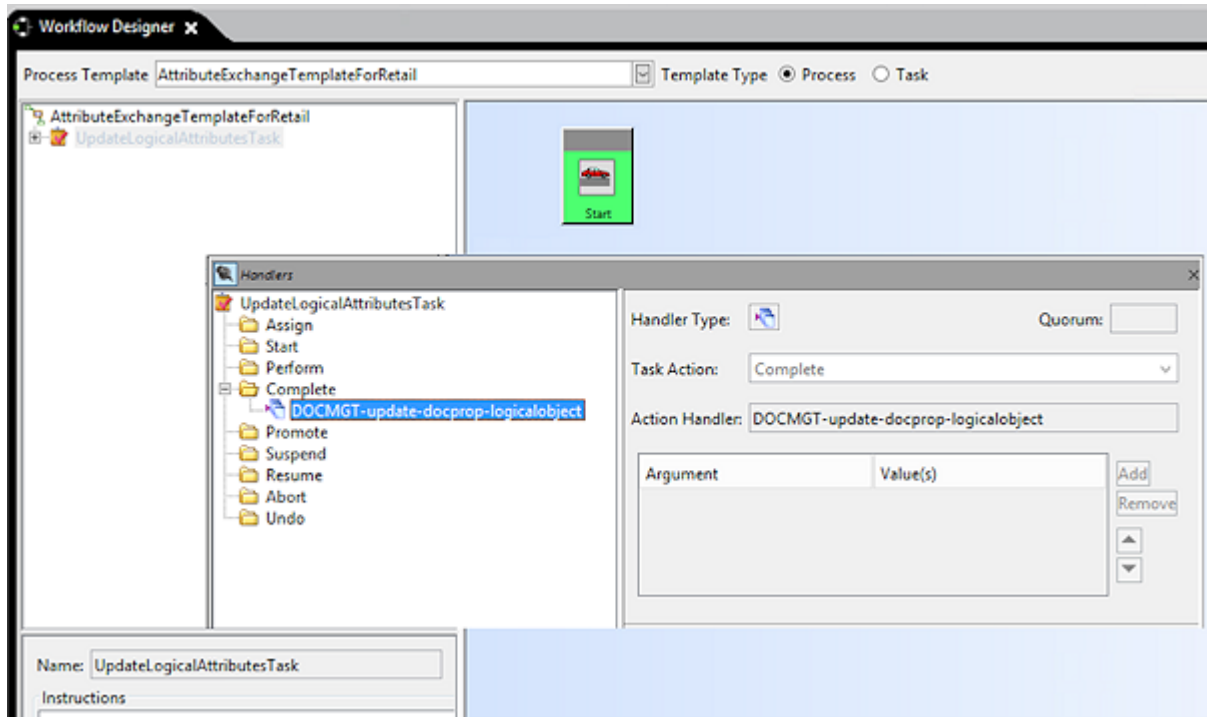 Workflow Designer
Process Template AttributeExchangeTemplateForRetail Template Type Process Task
AttributeExchangeTemplateForRetail
UpdateLogicalAttributesTask
Start
Handlers
UpdateLogicalAttributesTask
Assign
Start
Perform
Complete
DOCMGT-update-docprop-logicalobject
Promote
Suspend
Resume
Abort
Undo
Handler Type: Quorum:
Task Action: Complete
Action Handler: DOCMGT-update-docprop-logicalobject
Argument Value(s)
Add
Remove
Name: UpdateLogicalAttributesTask
Instructions